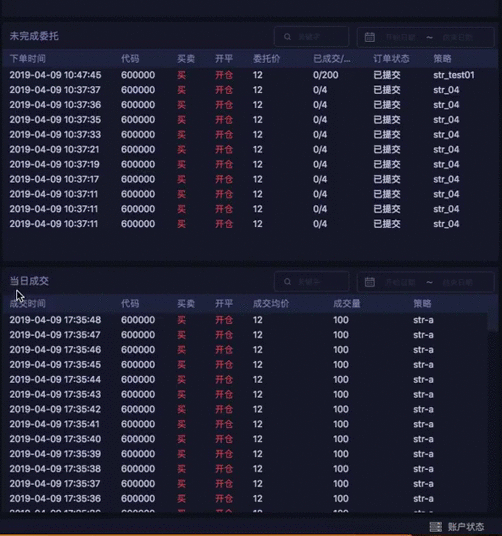 未完成委托 关键字 开始日期 ~ 结束日期
下单时间 代码 买卖 开平 委托价 已成交/... 订单状态 策略
2019-04-09 10:47:45 600000 买 开仓 12 0/200 已提交 str_test01
2019-04-09 10:37:37 600000 买 开仓 12 0/4 已提交 str_04
2019-04-09 10:37:36 600000 买 开仓 12 0/4 已提交 str_04
2019-04-09 10:37:35 600000 买 开仓 12 0/4 已提交 str_04
2019-04-09 10:37:33 600000 买 开仓 12 0/4 已提交 str_04
2019-04-09 10:37:21 600000 买 开仓 12 0/4 已提交 str_04
2019-04-09 10:37:19 600000 买 开仓 12 0/4 已提交 str_04
2019-04-09 10:37:17 600000 买 开仓 12 0/4 已提交 str_04
2019-04-09 10:37:11 600000 买 开仓 12 0/4 已提交 str_04
2019-04-09 10:37:11 600000 买 开仓 12 0/4 已提交 str_04
2019-04-09 10:37:11 600000 买 开仓 12 0/4 已提交 str_04
当日成交 关键字 开始日期 ~ 结束日期
成交时间 代码 买卖 开平 成交均价 成交量 策略
2019-04-09 17:35:48 600000 买 开仓 12 100 str-a
2019-04-09 17:35:47 600000 买 开仓 12 100 str-a
2019-04-09 17:35:46 600000 买 开仓 12 100 str-a
2019-04-09 17:35:45 600000 买 开仓 12 100 str-a
2019-04-09 17:35:44 600000 买 开仓 12 100 str-a
2019-04-09 17:35:43 600000 买 开仓 12 100 str-a
2019-04-09 17:35:42 600000 买 开仓 12 100 str-a
2019-04-09 17:35:41 600000 买 开仓 12 100 str-a
2019-04-09 17:35:40 600000 买 开仓 12 100 str-a
2019-04-09 17:35:39 600000 买 开仓 12 100 str-a
2019-04-09 17:35:38 600000 买 开仓 12 100 str-a
2019-04-09 17:35:37 600000 买 开仓 12 100 str-a
2019-04-09 17:35:36 600000 买 开仓 12 100 str-a
账户状态